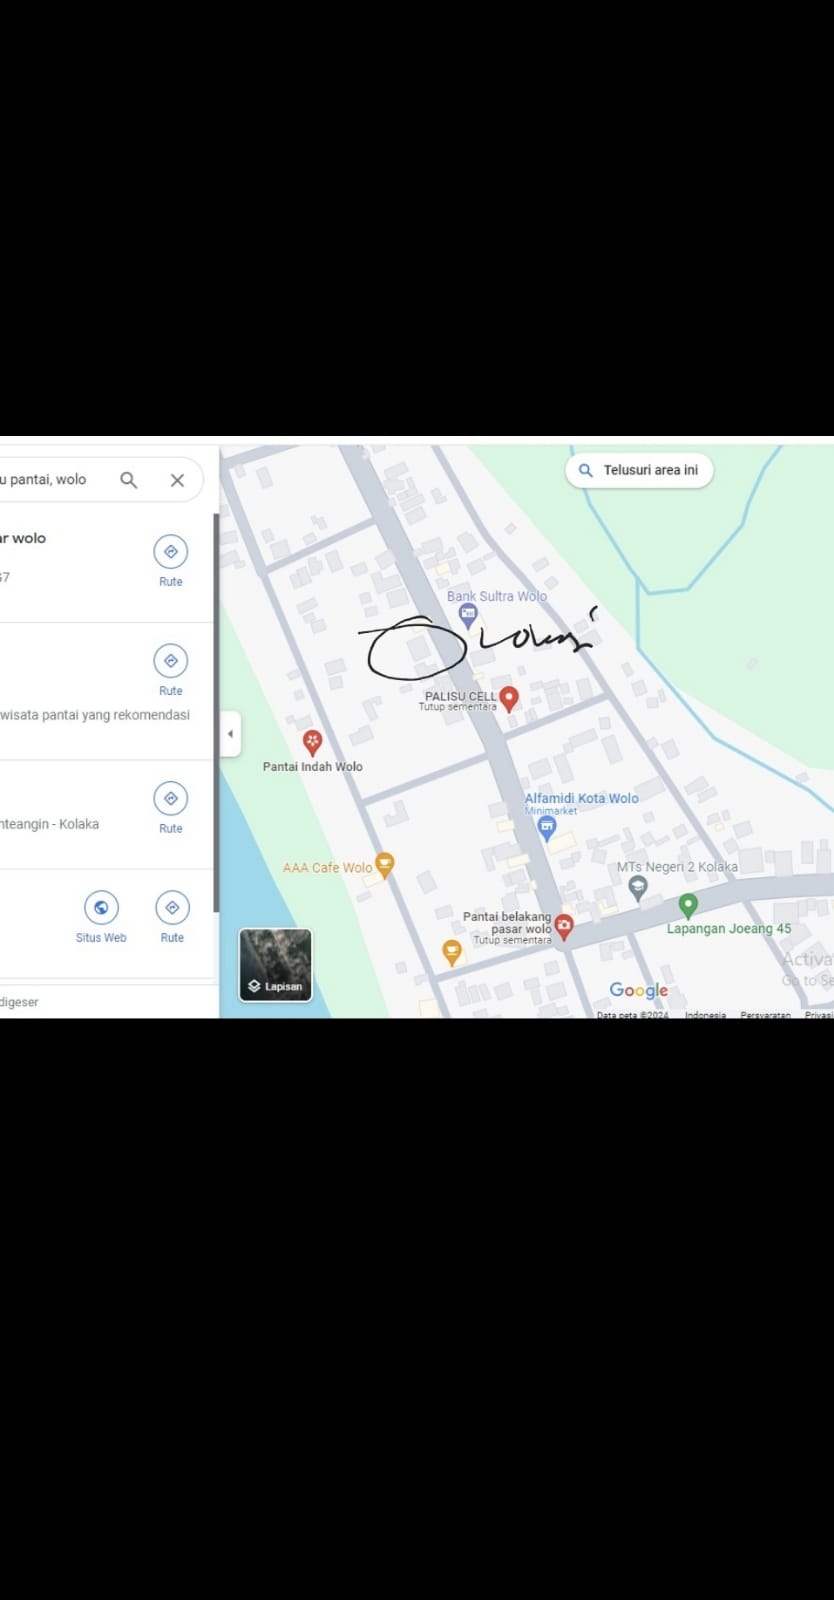 u pantai, wolo
Telusuri area ini
ar wolo
G7
Rute
Rute
wisata pantai yang rekomendasi
nteangin - Kolaka
Rute
Situs Web
Rute
digeser
Bank Sultra Wolo
Lokasi
PALISU CELL
Tutup sementara
Pantai Indah Wolo
Alfamidi Kota Wolo
Minimarket
AAA Cafe Wolo
MTs Negeri 2 Kolaka
Pantai belakang
pasar wolo
Tutup sementara
Lapangan Joeang 45
Lapisan
Activa
Go to Se
Google
Data peta ©2024 Indonesia Persyaratan Privasi